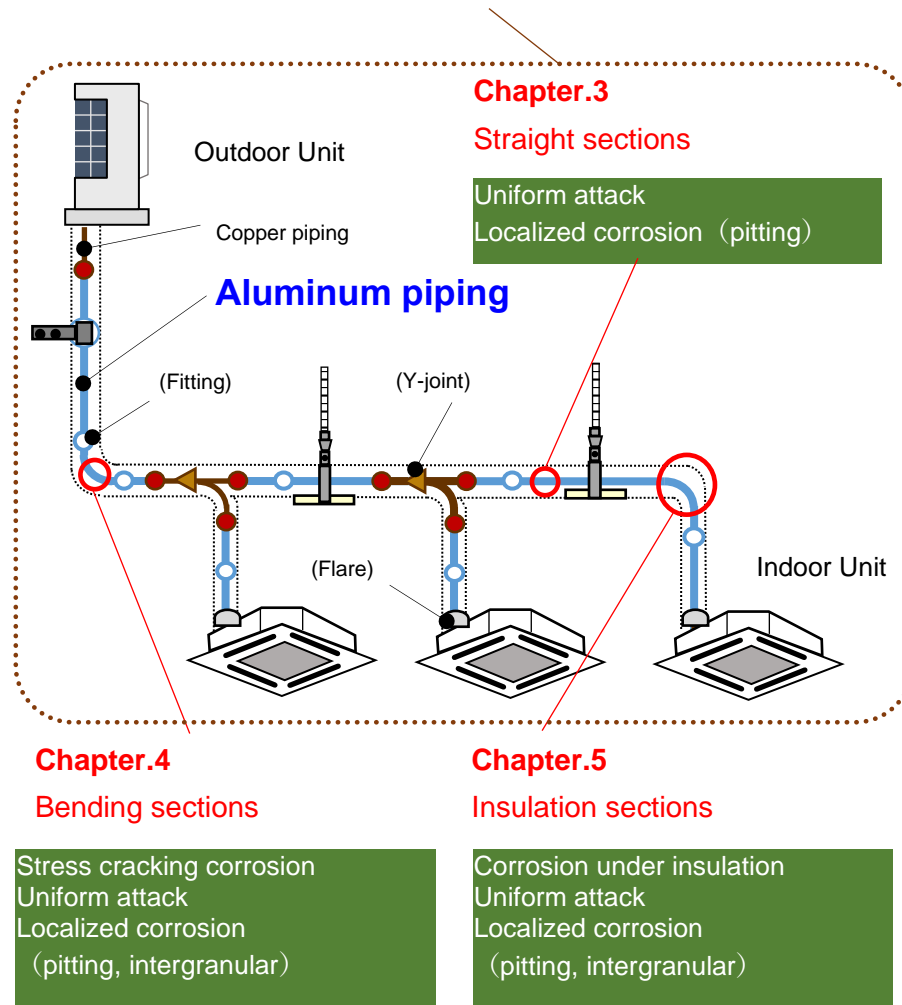 Chapter.3
Straight sections
Uniform attack
Localized corrosion（pitting）
Outdoor Unit
Copper piping
Aluminum piping
(Fitting)
(Y-joint)
(Flare)
Indoor Unit
Chapter.4
Bending sections
Stress cracking corrosion
Uniform attack
Localized corrosion
（pitting, intergranular）
Chapter.5
Insulation sections
Corrosion under insulation
Uniform attack
Localized corrosion
（pitting, intergranular）